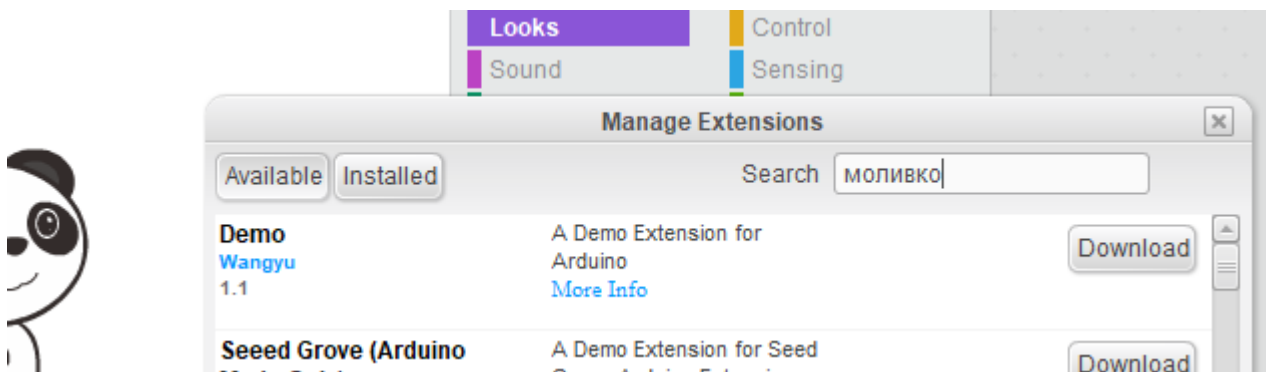 Looks Control
Sound Sensing
Manage Extensions
Available Installed Search моливко
Demo A Demo Extension for Download
Wangyu Arduino
1.1 More Info
Seeed Grove (Arduino A Demo Extension for Seed Download